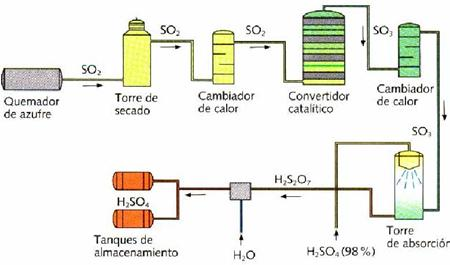 SO₂
SO₂
SO₂
SO₃
Quemador
de azufre
Torre de
secado
Cambiador
de calor
Convertidor
catalítico
Cambiador
de calor
SO₃
H₂SO₄
H₂S₂O₇
Tanques de
almacenamiento
H₂O
H₂SO₄ (98 %)
Torre
de absorción